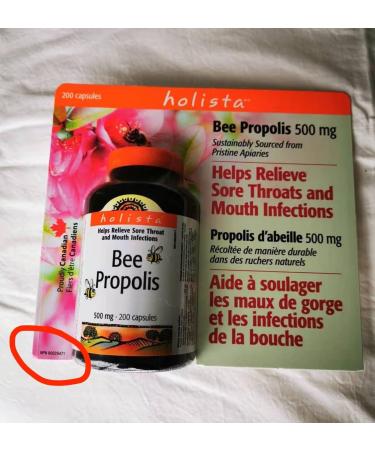 200 capsules
holista
Bee Propolis 500 mg
Sustainably Sourced from
Pristine Apiaries
Helps Relieve
Sore Throats and
Mouth Infections
Propolis d'abeille 500 mg
Récoltée de manière durable
dans des ruchers naturels
Aide à soulager
les maux de gorge
et les infections
de la bouche
holista
Helps Relieve Sore Throat
and Mouth Infections
Bee
Propolis
500 mg · 200 capsules
Proudly Canadian
Fiers d'être Canadiens